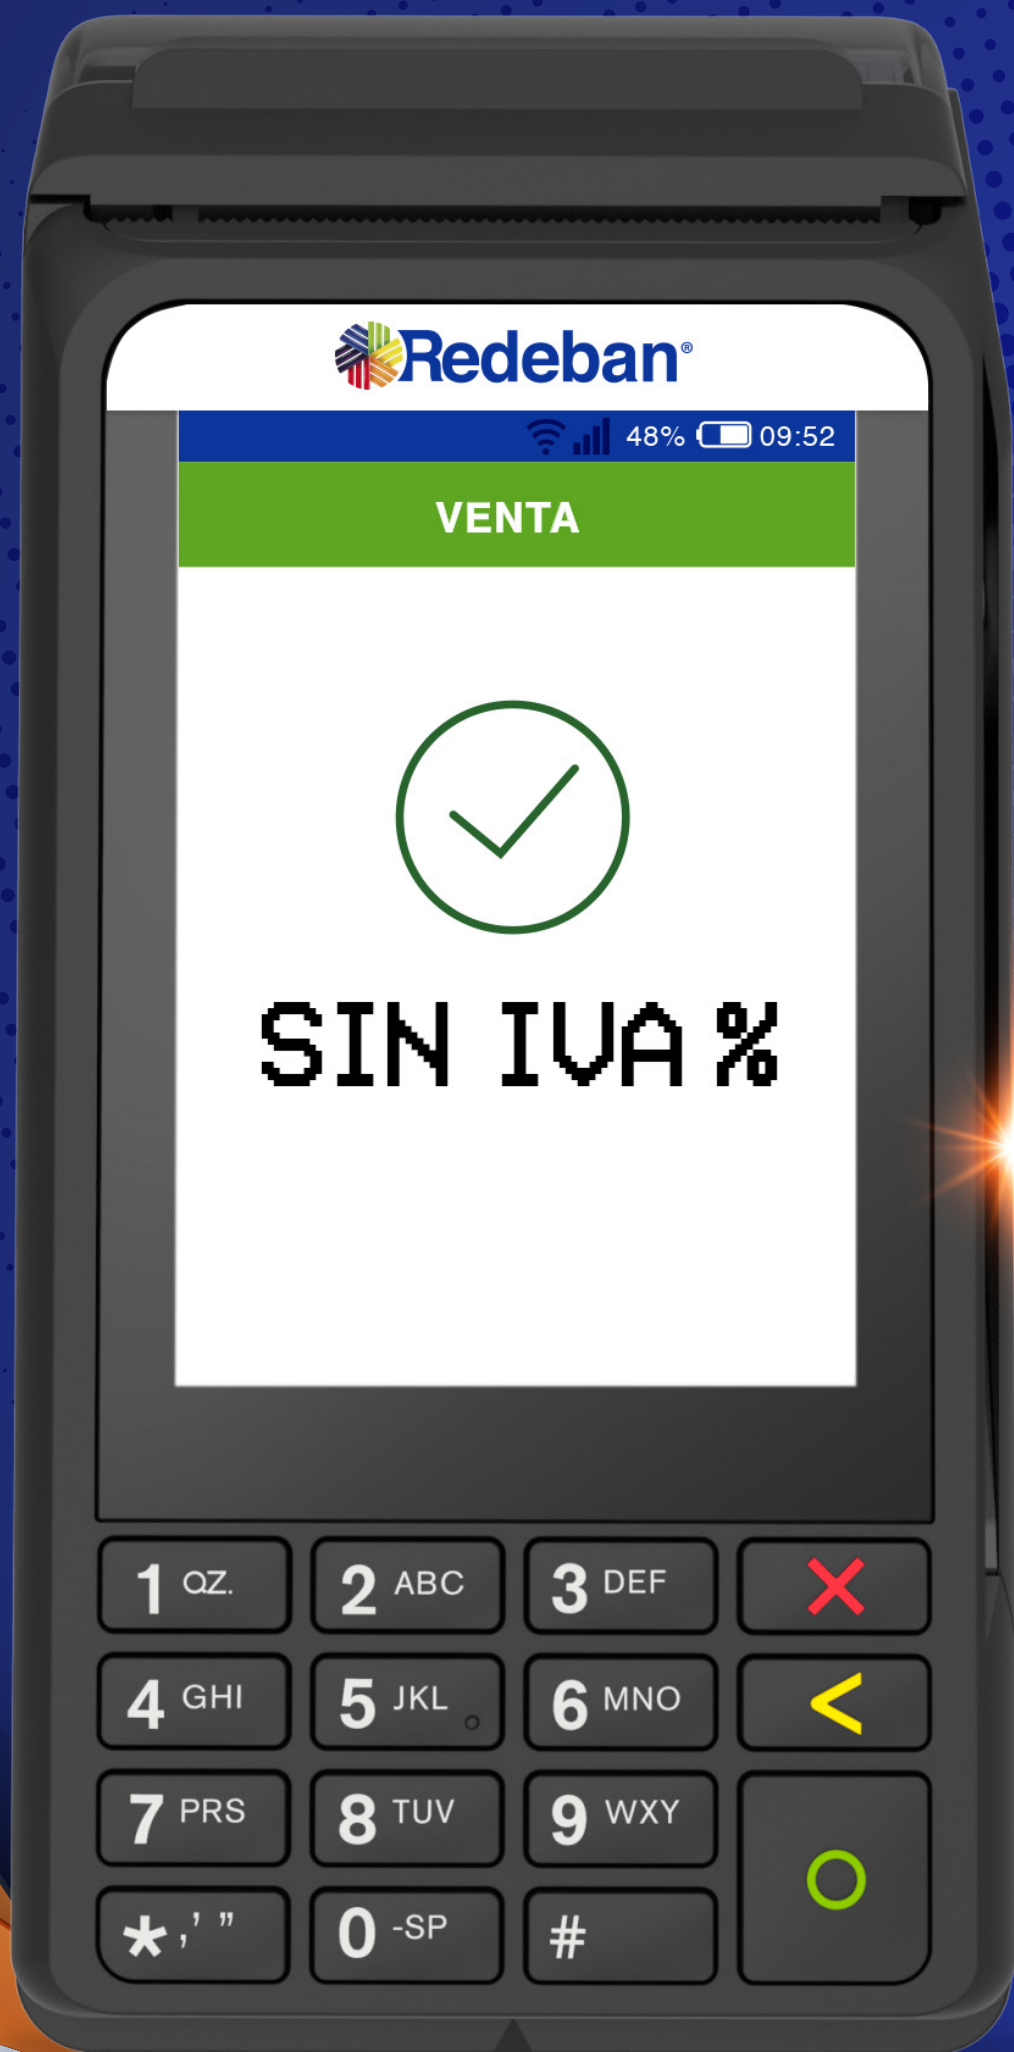 Redeban®
48% 09:52
VENTA
SIN IVA %
1 QZ. 2 ABC 3 DEF
4 GHI 5 JKL 6 MNO <
7 PRS 8 TUV 9 WXY
* ,' " 0 -SP #